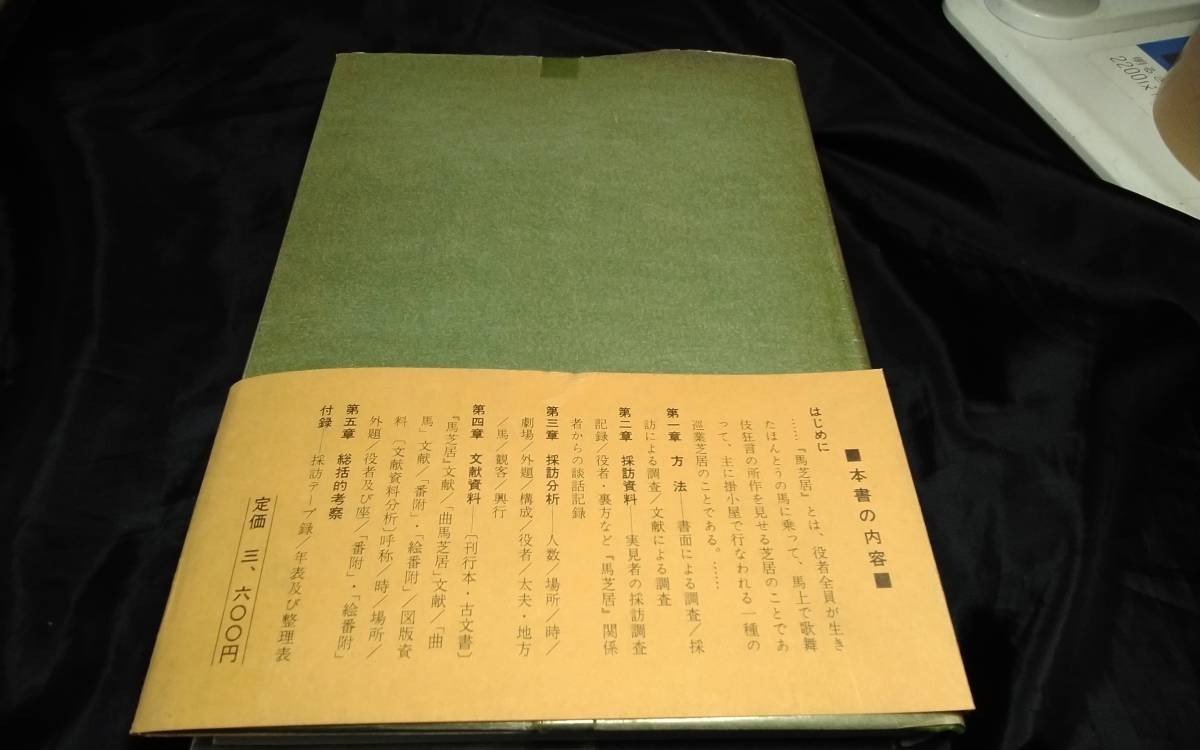 ■本書の内容■
はじめに
……『馬芝居』とは、役者全員が生き
たほんとうの馬に乗って、馬上で歌舞
伎狂言の所作を見せる芝居のことであ
って、主に掛小屋で行なわれる一種の
巡業芝居のことである。……
第一章 方 法――書面による調査／採
訪による調査／文献による調査
第二章 採訪資料――実見者の採訪調査
記録／役者・裏方など『馬芝居』関係
者からの談話記録
第三章 採訪分析――人数／場所／時／
劇場／外題／構成／役者／太夫・地方
／馬／観客／興行
第四章 文献資料――〔刊行本・古文書〕
『馬芝居』文献／「曲馬芝居」文献／「曲
馬」文献／「番附」・「絵番附」／図版資
料 〔文献資料分析〕呼称／時／場所／
外題／役者及び座／「番附」・「絵番附」
第五章 総括的考察
付録――採訪テープ録／年表及び整理表
定価 三、六〇〇円
明る
2200ルﾒ